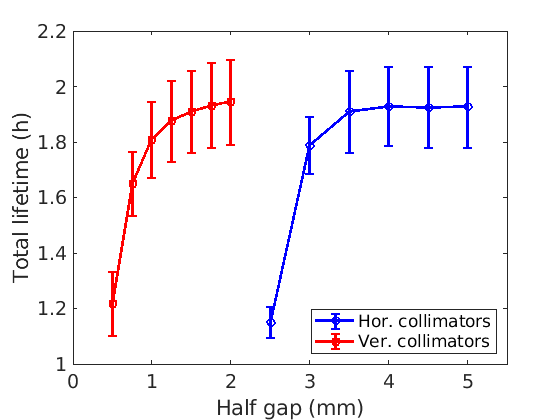 2.2
2
1.8
1.6
1.4
1.2
1
Total lifetime (h)
0 1 2 3 4 5
Half gap (mm)
Hor. collimators
Ver. collimators